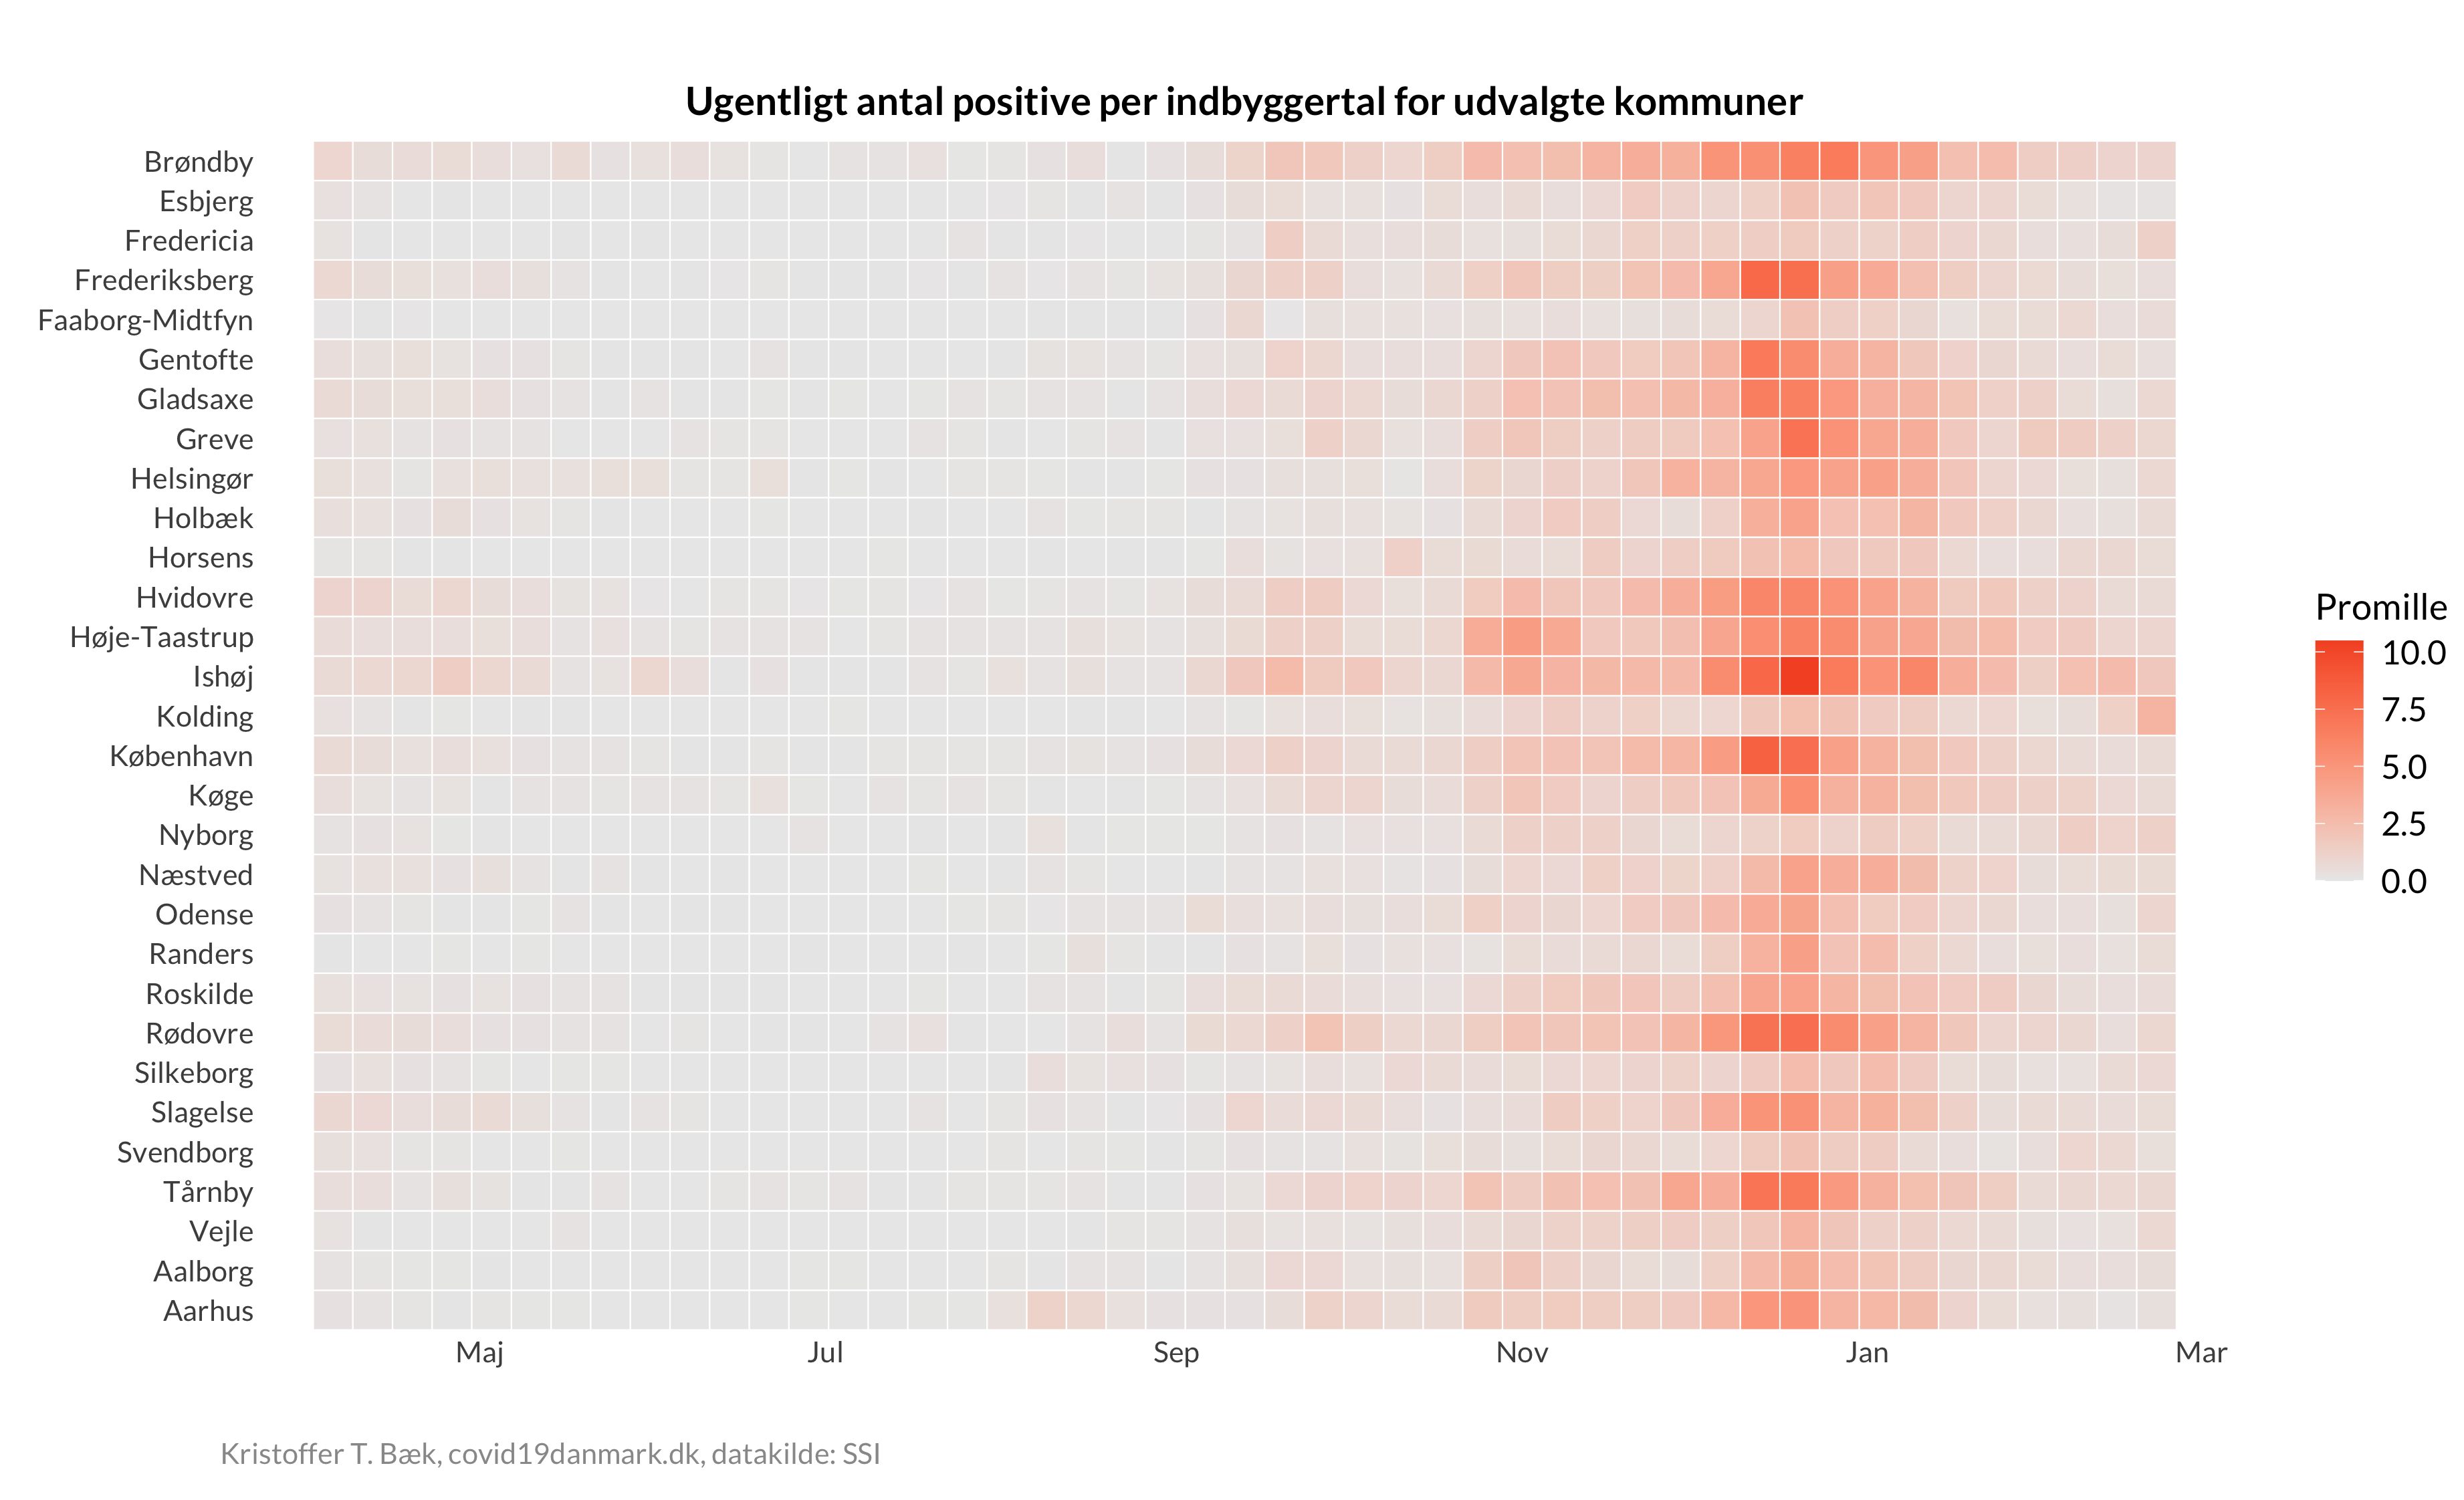 Ugentligt antal positive per indbyggertal for udvalgte kommuner
Brøndby
Esbjerg
Fredericia
Frederiksberg
Faaborg-Midtfyn
Gentofte
Gladsaxe
Greve
Helsingør
Holbæk
Horsens
Hvidovre
Høje-Taastrup
Ishøj
Kolding
København
Køge
Nyborg
Næstved
Odense
Randers
Roskilde
Rødovre
Silkeborg
Slagelse
Svendborg
Tårnby
Vejle
Aalborg
Aarhus
Maj Jul Sep Nov Jan Mar
Promille
10.0
7.5
5.0
2.5
0.0
Kristoffer T. Bæk, covid19danmark.dk, datakilde: SSI